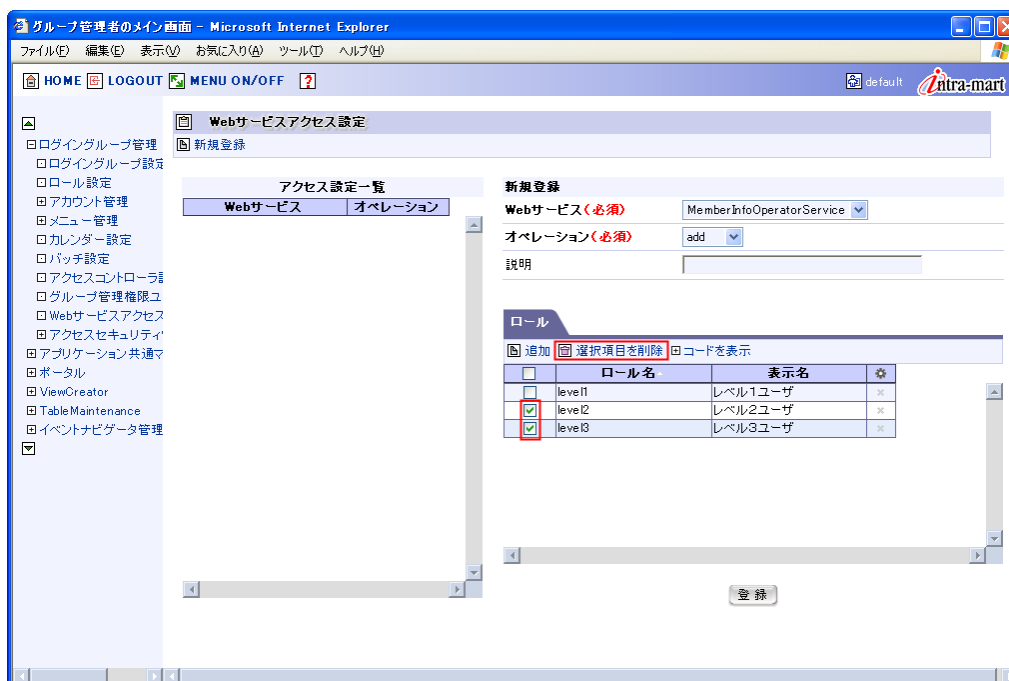 グループ管理者のメイン画面 - Microsoft Internet Explorer
ファイル(F) 編集(E) 表示(V) お気に入り(A) ツール(T) ヘルプ(H)
HOME LOGOUT MENU ON/OFF ? default intra-mart
Webサービスアクセス設定
新規登録
ログイングループ管理
ログイングループ設定
ロール設定
アカウント管理
メニュー管理
カレンダー設定
バッチ設定
アクセスコントローラ設
グループ管理権限ユ
Webサービスアクセス
アクセスセキュリティ
アプリケーション共通マ
ポータル
ViewCreator
TableMaintenance
イベントナビゲータ管理
アクセス設定一覧
Webサービス オペレーション
新規登録
Webサービス(必須) MemberInfoOperatorService
オペレーション(必須) add
説明
ロール
追加 選択項目を削除 コードを表示
ロール名 表示名
level1 レベル1ユーザ
level2 レベル2ユーザ
level3 レベル3ユーザ
登録